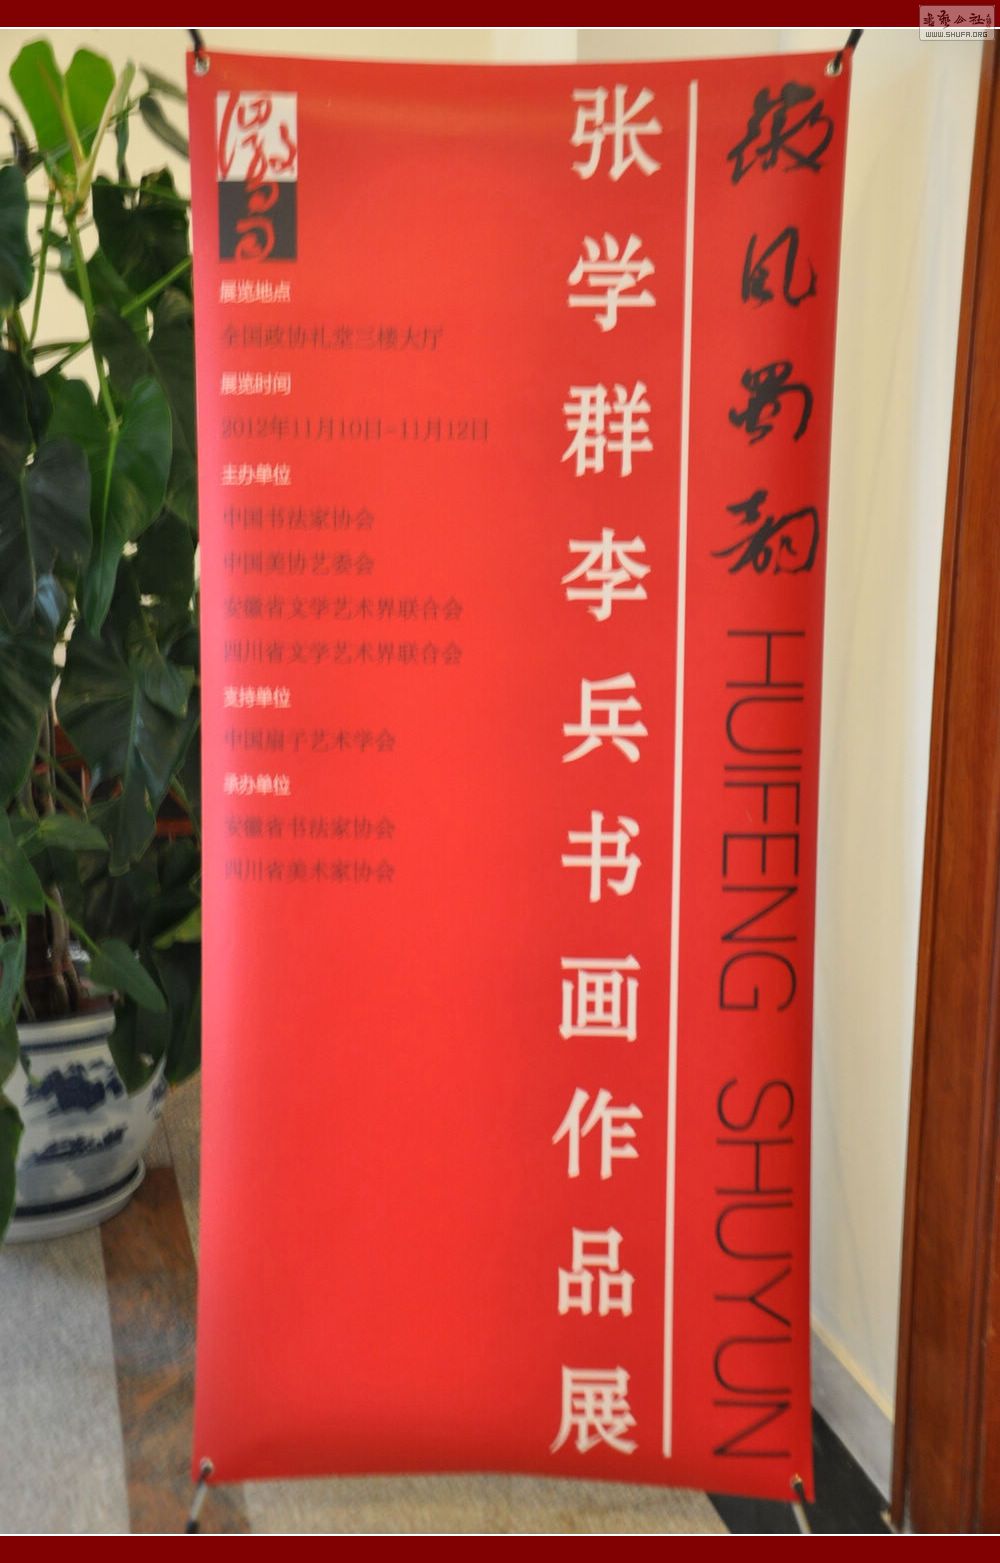 徽风蜀韵 HUIFENG SHUYUN
张学群李兵书画作品展
展览地点
全国政协礼堂三楼大厅
展览时间
2012年11月10日-11月12日
主办单位
中国书法家协会
中国美协艺委会
安徽省文学艺术界联合会
四川省文学艺术界联合会
支持单位
中国扇子艺术学会
承办单位
安徽省书法家协会
四川省美术家协会
WWW.SHUFA.ORG